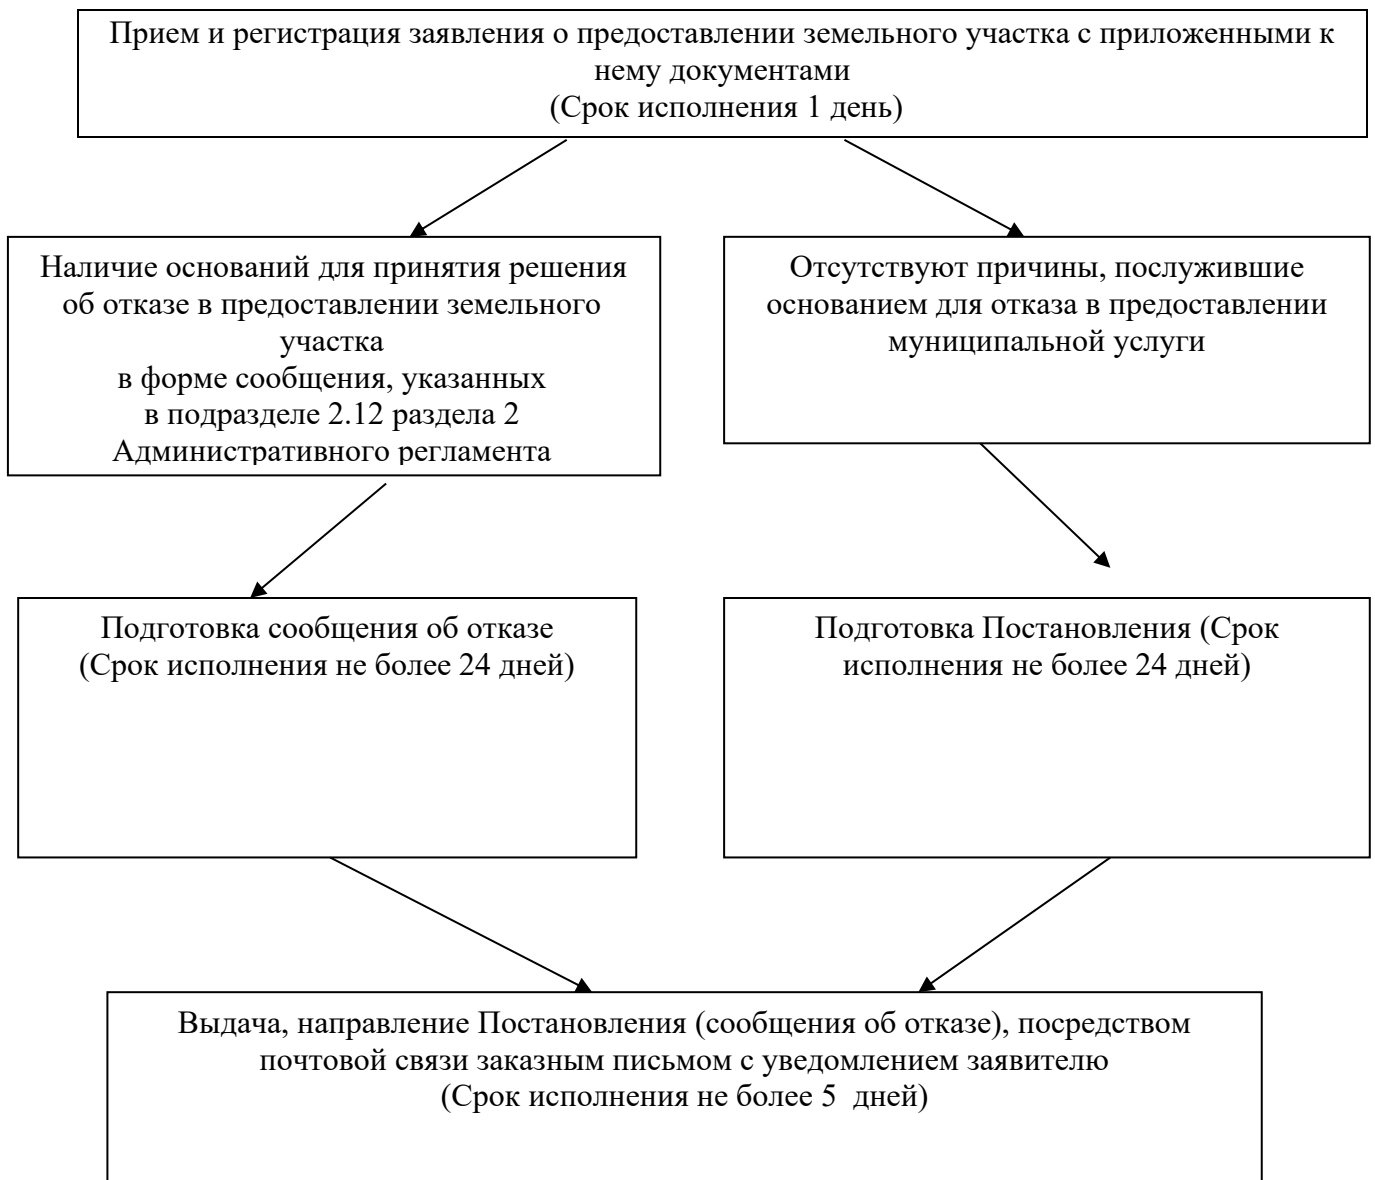 Прием и регистрация заявления о предоставлении земельного участка с приложенными к
нему документами
(Срок исполнения 1 день)
Наличие оснований для принятия решения
об отказе в предоставлении земельного
участка
в форме сообщения, указанных
в подразделе 2.12 раздела 2
Административного регламента
Отсутствуют причины, послужившие
основанием для отказа в предоставлении
муниципальной услуги
Подготовка сообщения об отказе
(Срок исполнения не более 24 дней)
Подготовка Постановления (Срок
исполнения не более 24 дней)
Выдача, направление Постановления (сообщения об отказе), посредством
почтовой связи заказным письмом с уведомлением заявителю
(Срок исполнения не более 5  дней)